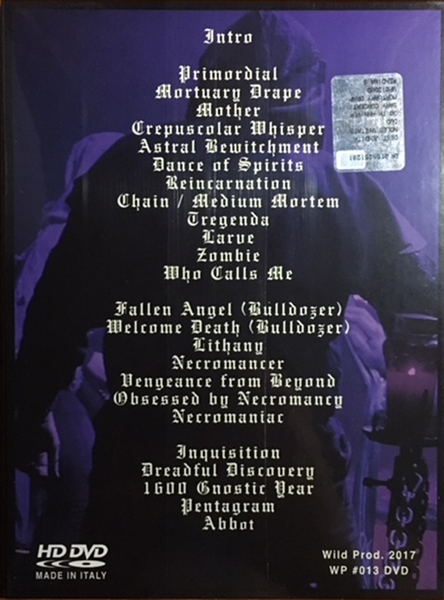 Intro
Primordial
Mortuary Drape
Mother
Crepuscolar Whisper
Astral Bewitchment
Dance of Spirits
Reincarnation
Chain / Medium Mortem
Tregenda
Larve
Zombie
Who Calls Me
Fallen Angel (Bulldozer)
Welcome Death (Bulldozer)
Lithany
Necromancer
Vengeance from Beyond
Obsessed by Necromancy
Necromaniac
Inquisition
Dreadful Discovery
1600 Gnostic Year
Pentagram
Abbot
HD DVD
MADE IN ITALY
Wild Prod. 2017
WP #013 DVD